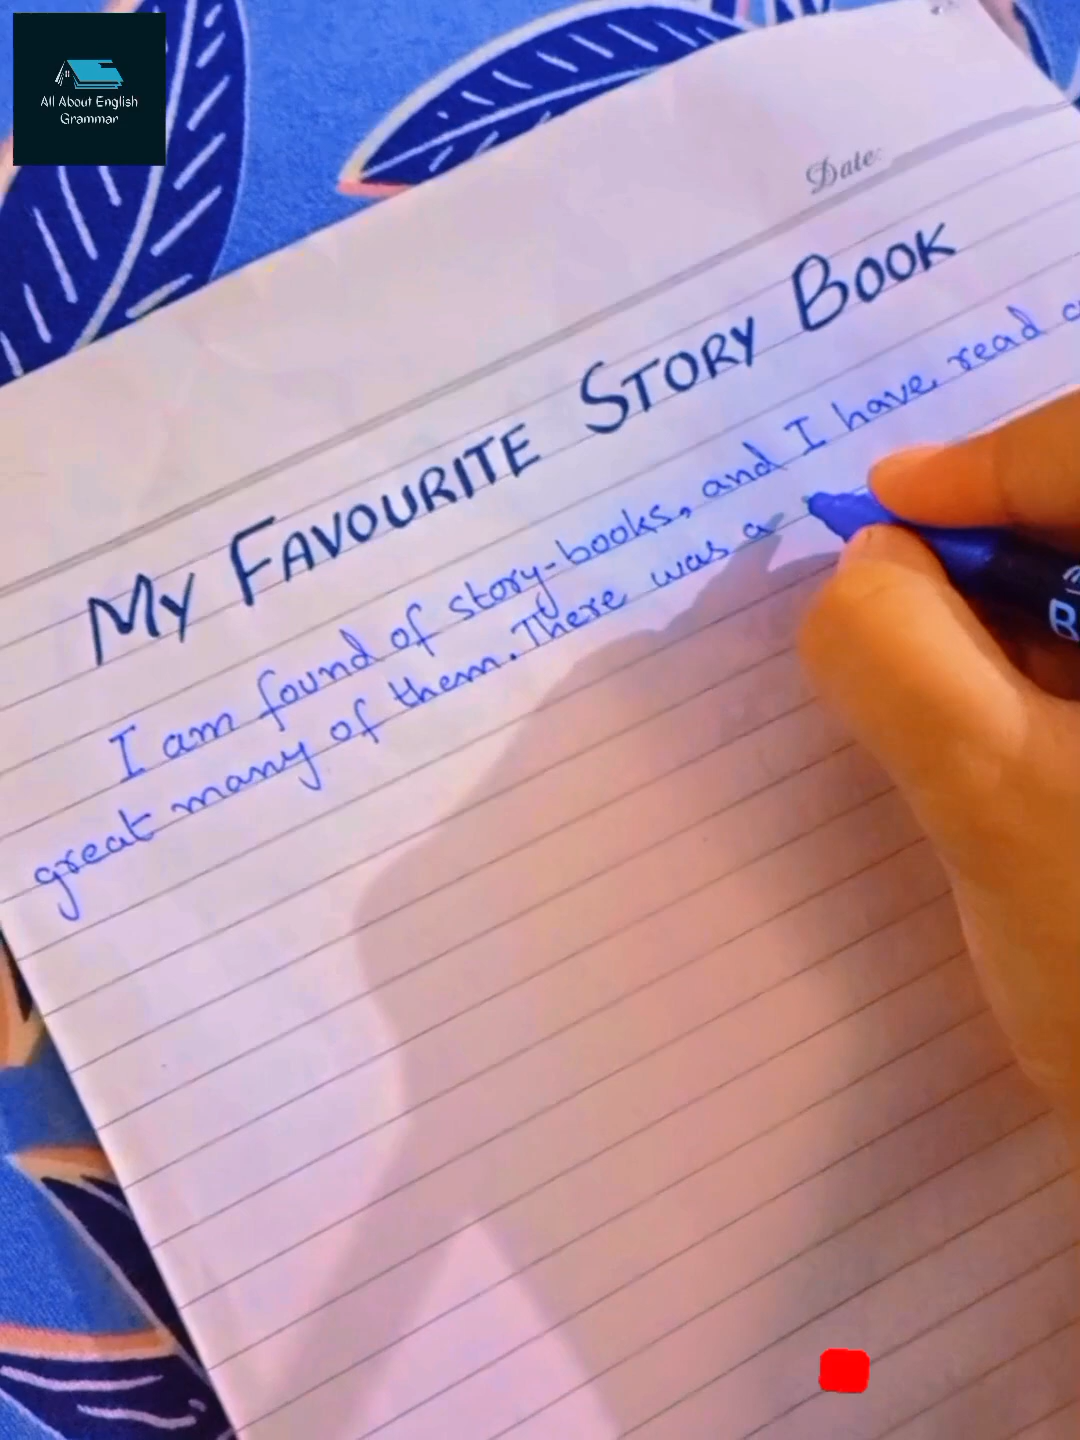 All About English
Grammar
Date:
MY FAVOURITE STORY BOOK
I am found of story-books, and I have read
great many of them. There was a